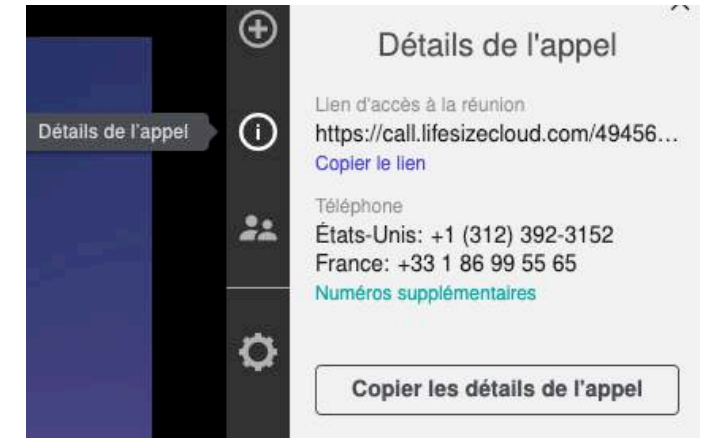 Détails de l'appel
Détails de l'appel
Lien d'accès à la réunion
https://call.lifesizecloud.com/49456...
Copier le lien
Téléphone
États-Unis: +1 (312) 392-3152
France: +33 1 86 99 55 65
Numéros supplémentaires
Copier les détails de l'appel